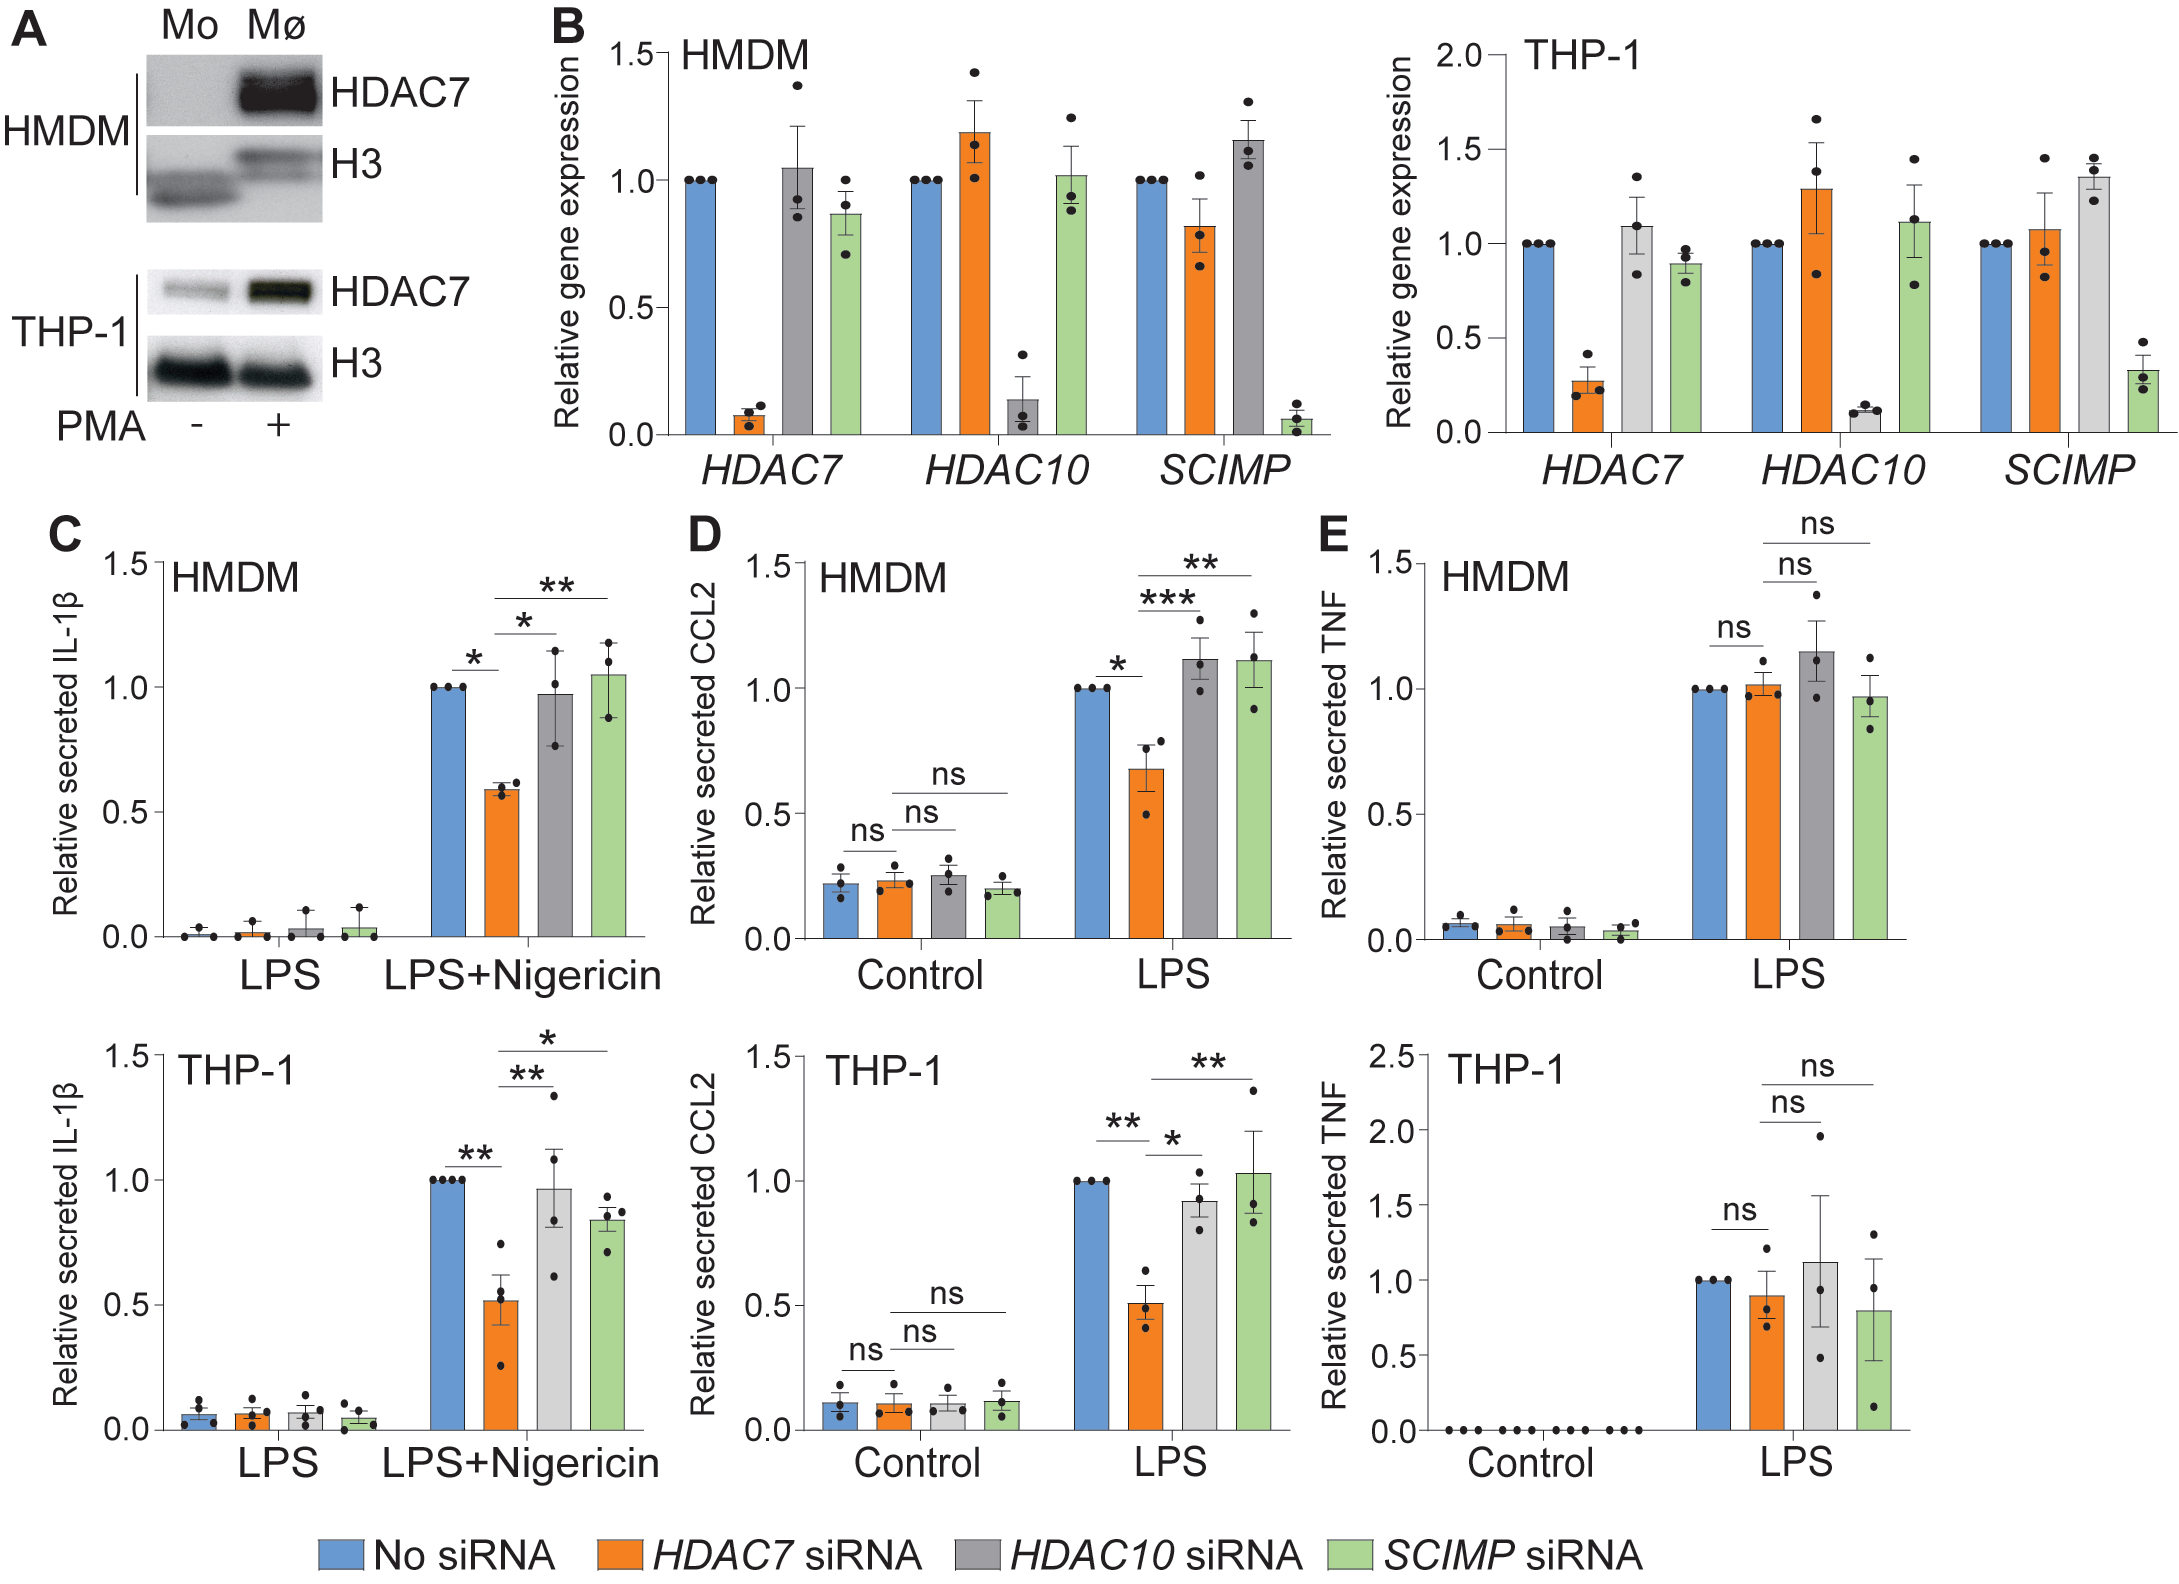 A
Mo Mø
HMDM
HDAC7
H3
THP-1
HDAC7
H3
PMA - +
B
HMDM
Relative gene expression
1.5
1.0
0.5
0.0
HDAC7 HDAC10 SCIMP
THP-1
Relative gene expression
2.0
1.5
1.0
0.5
0.0
HDAC7 HDAC10 SCIMP
C
HMDM
Relative secreted IL-1β
1.5
1.0
0.5
0.0
**
*
*
LPS LPS+Nigericin
THP-1
Relative secreted IL-1β
1.5
1.0
0.5
0.0
*
**
**
LPS LPS+Nigericin
D
HMDM
Relative secreted CCL2
1.5
1.0
0.5
0.0
**
***
*
ns
ns
ns
Control LPS
THP-1
Relative secreted CCL2
1.5
1.0
0.5
0.0
**
**
*
ns
ns
ns
Control LPS
E
HMDM
Relative secreted TNF
1.5
1.0
0.5
0.0
ns
ns
ns
Control LPS
THP-1
Relative secreted TNF
2.5
2.0
1.5
1.0
0.5
0.0
ns
ns
ns
Control LPS
No siRNA HDAC7 siRNA HDAC10 siRNA SCIMP siRNA